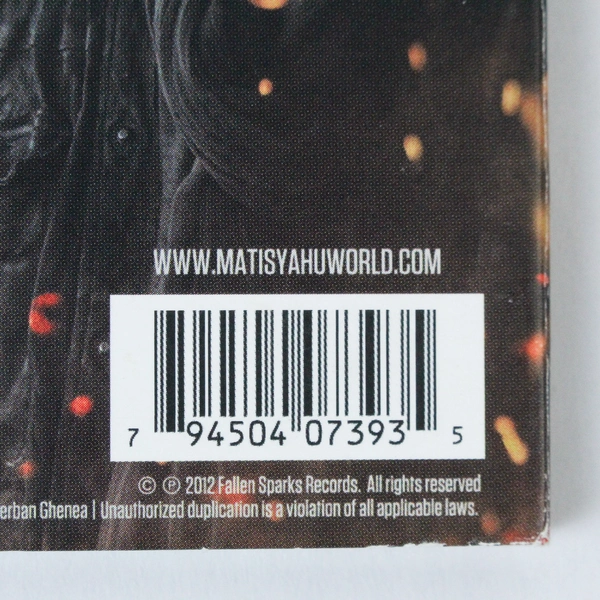 WWW.MATISYAHUWORLD.COM
7 94504 07393 5
© ℗ 2012 Fallen Sparks Records. All rights reserved
Ghenea | Unauthorized duplication is a violation of all applicable laws.